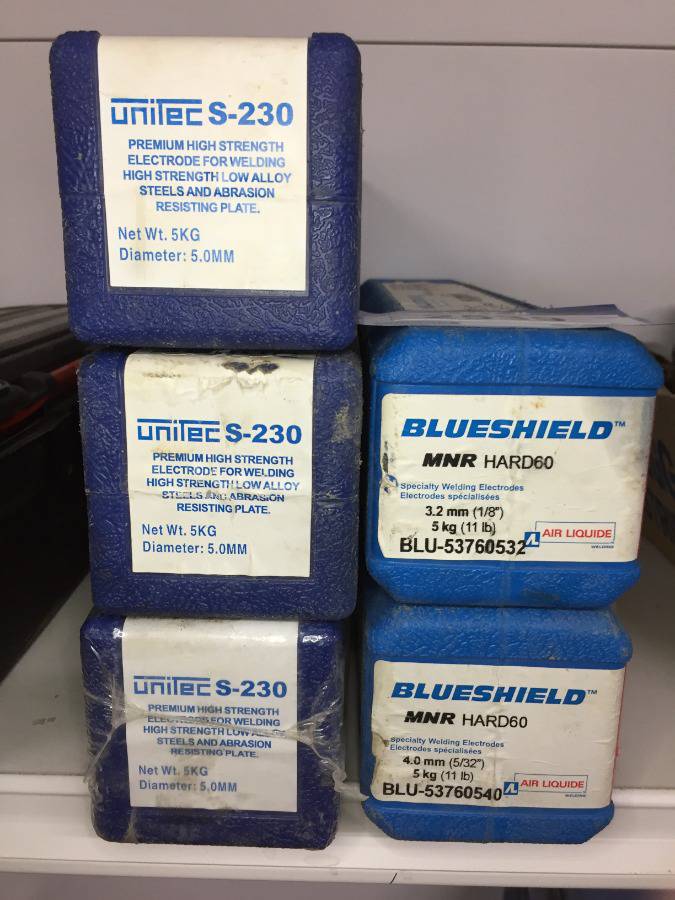 UNITEC S-230
PREMIUM HIGH STRENGTH
ELECTRODE FOR WELDING
HIGH STRENGTH LOW ALLOY
STEELS AND ABRASION
RESISTING PLATE.
Net Wt. 5KG
Diameter: 5.0MM
UNITEC S-230
PREMIUM HIGH STRENGTH
ELECTRODE FOR WELDING
HIGH STRENGTH LOW ALLOY
STEELS AND ABRASION
RESISTING PLATE.
Net Wt. 5KG
Diameter: 5.0MM
UNITEC S-230
PREMIUM HIGH STRENGTH
ELECTRODE FOR WELDING
HIGH STRENGTH LOW ALLOY
STEELS AND ABRASION
RESISTING PLATE.
Net Wt. 5KG
Diameter: 5.0MM
BLUESHIELD™
MNR HARD60
Specialty Welding Electrodes
Electrodes spécialisées
3.2 mm (1/8")
5 kg (11 lb)
BLU-53760532
AIR LIQUIDE
WELDING
BLUESHIELD™
MNR HARD60
Specialty Welding Electrodes
Electrodes spécialisées
4.0 mm (5/32")
5 kg (11 lb)
BLU-53760540
AIR LIQUIDE
WELDING